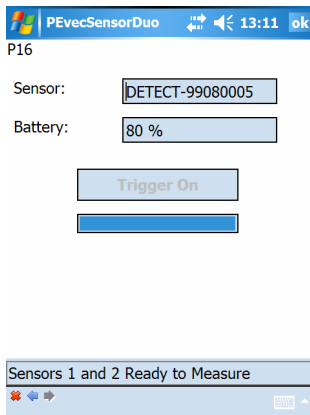 PEvecSensorDuo 13:11 ok
P16
Sensor: DETECT-99080005
Battery: 80 %
Trigger On
Sensors 1 and 2 Ready to Measure